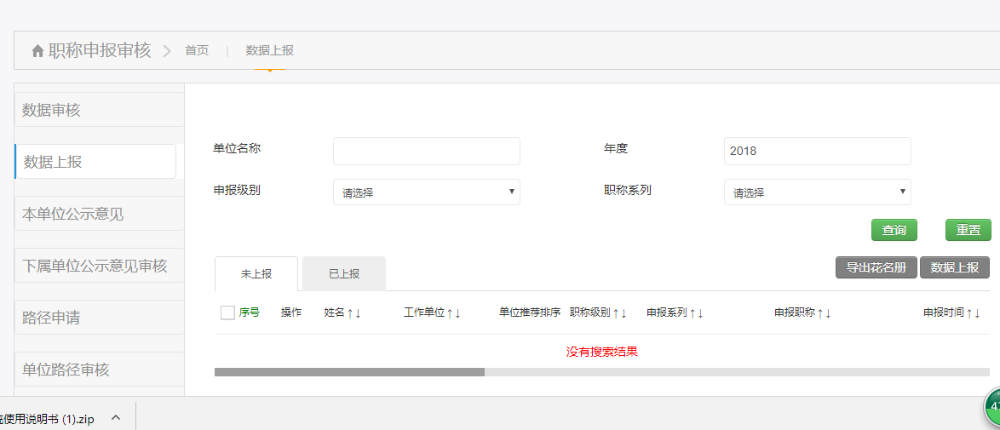 职称申报审核 首页 | 数据上报
数据审核
数据上报
本单位公示意见
下属单位公示意见审核
路径申请
单位路径审核
单位名称
年度 2018
申报级别 请选择
职称系列 请选择
查询 重置
未上报 已上报
导出花名册 数据上报
序号 操作 姓名↑↓ 工作单位↑↓ 单位推荐排序 职称级别↑↓ 申报系列↑↓ 申报职称↑↓ 申报时间↑↓
没有搜索结果
使用说明书 (1).zip